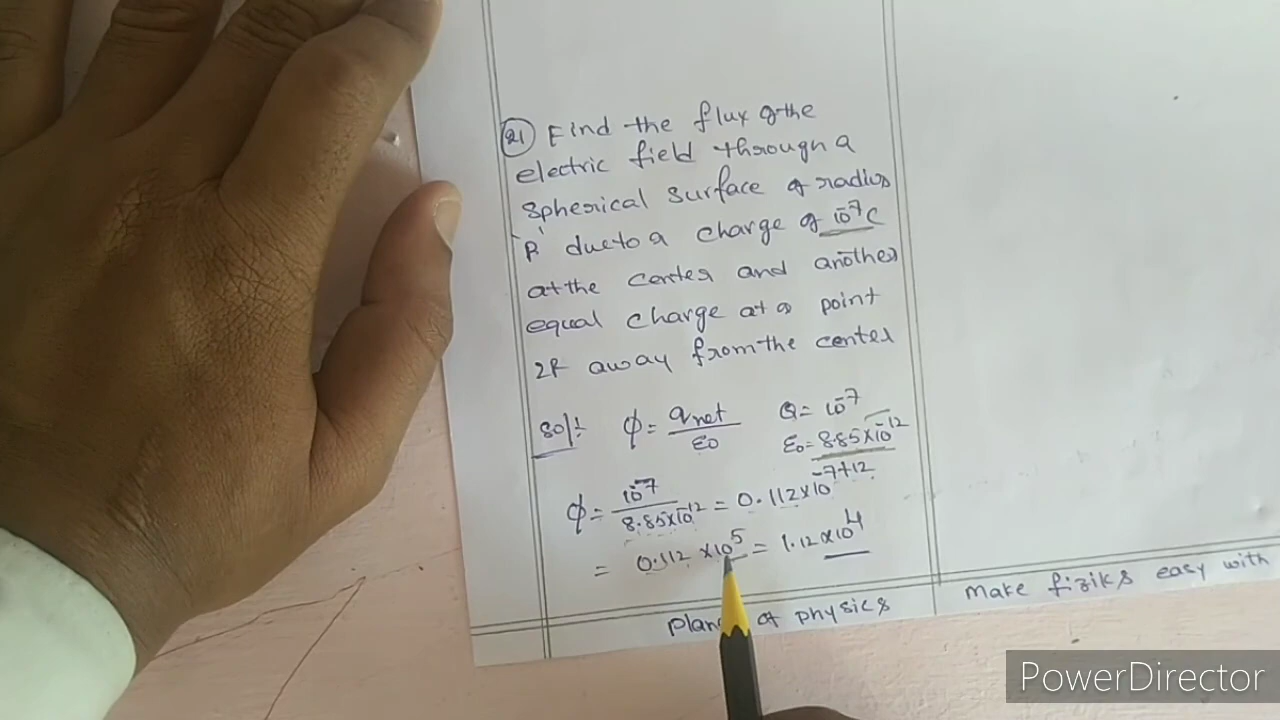 21 Find the flux of the
electric field through a
spherical surface of radius
R due to a charge of 10⁻⁷C
at the center and another
equal charge at a point
2R away from the center
Sol:- ϕ = qnet/ε0 Q = 10⁻⁷
ε0 = 8.85×10⁻¹²
ϕ = 10⁻⁷/8.85×10⁻¹² = 0.112×10⁻⁷⁺¹²
= 0.112 ×10⁵ = 1.12×10⁴
of physics
Make fiziks easy with
PowerDirector